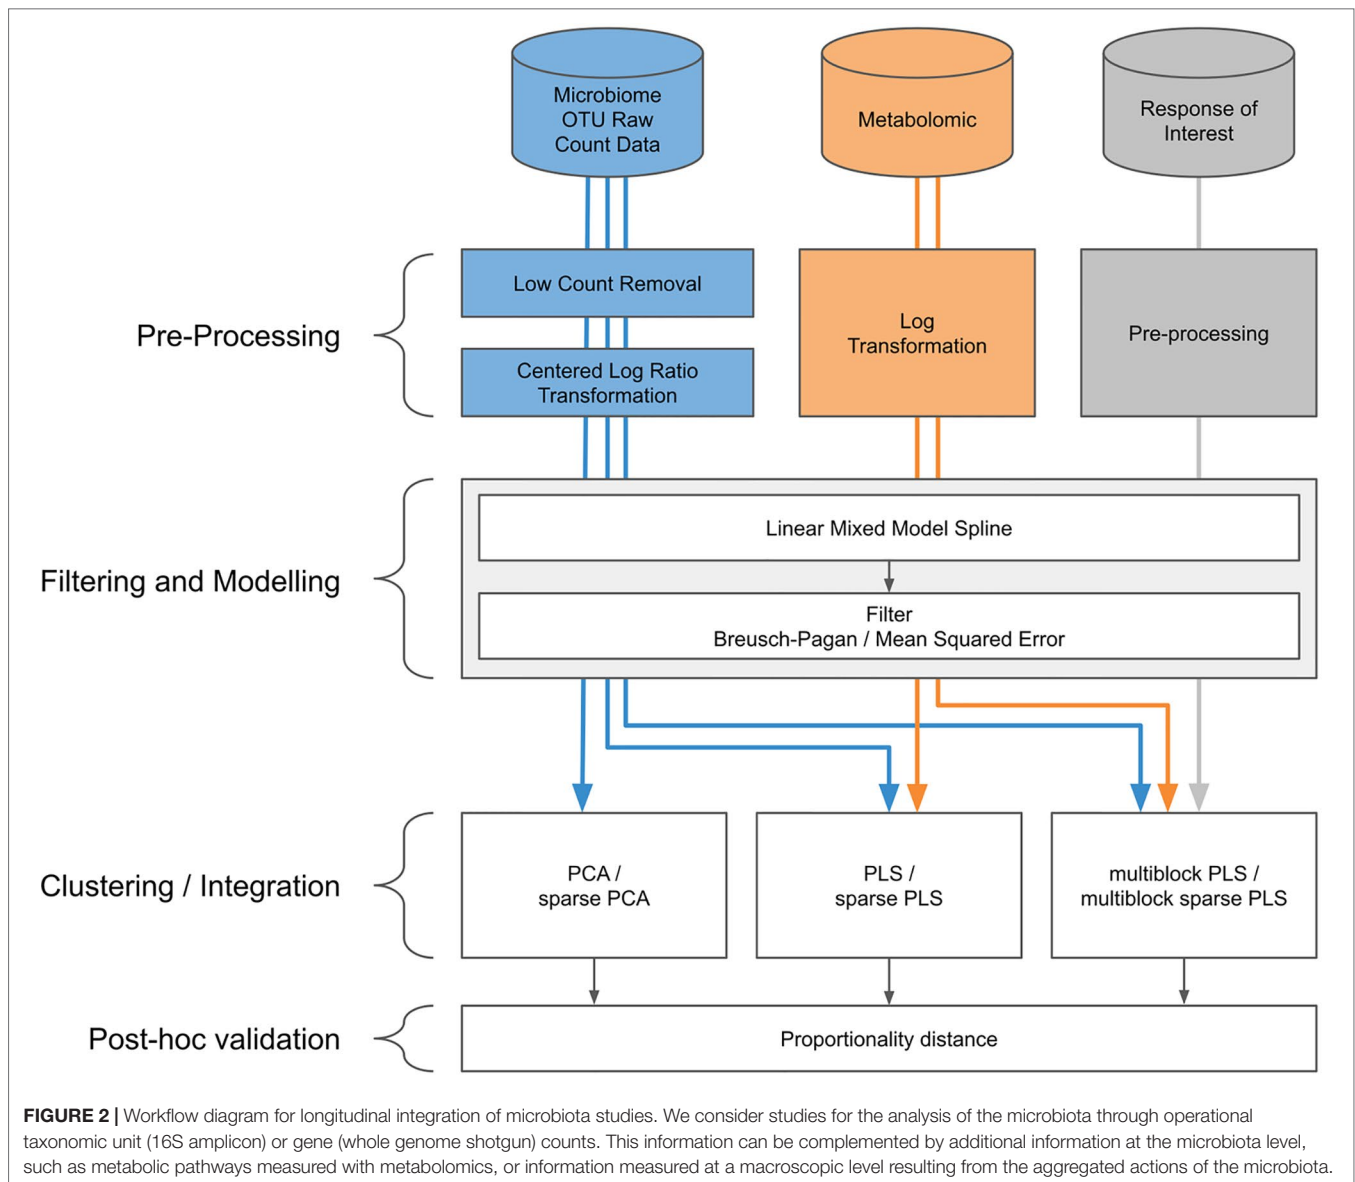 Microbiome
OTU Raw
Count Data
Metabolomic
Response of
Interest
Pre-Processing
Low Count Removal
Centered Log Ratio
Transformation
Log
Transformation
Pre-processing
Filtering and Modelling
Linear Mixed Model Spline
Filter
Breusch-Pagan / Mean Squared Error
Clustering / Integration
PCA /
sparse PCA
PLS /
sparse PLS
multiblock PLS /
multiblock sparse PLS
Post-hoc validation
Proportionality distance
FIGURE 2 | Workflow diagram for longitudinal integration of microbiota studies. We consider studies for the analysis of the microbiota through operational
taxonomic unit (16S amplicon) or gene (whole genome shotgun) counts. This information can be complemented by additional information at the microbiota level,
such as metabolic pathways measured with metabolomics, or information measured at a macroscopic level resulting from the aggregated actions of the microbiota.